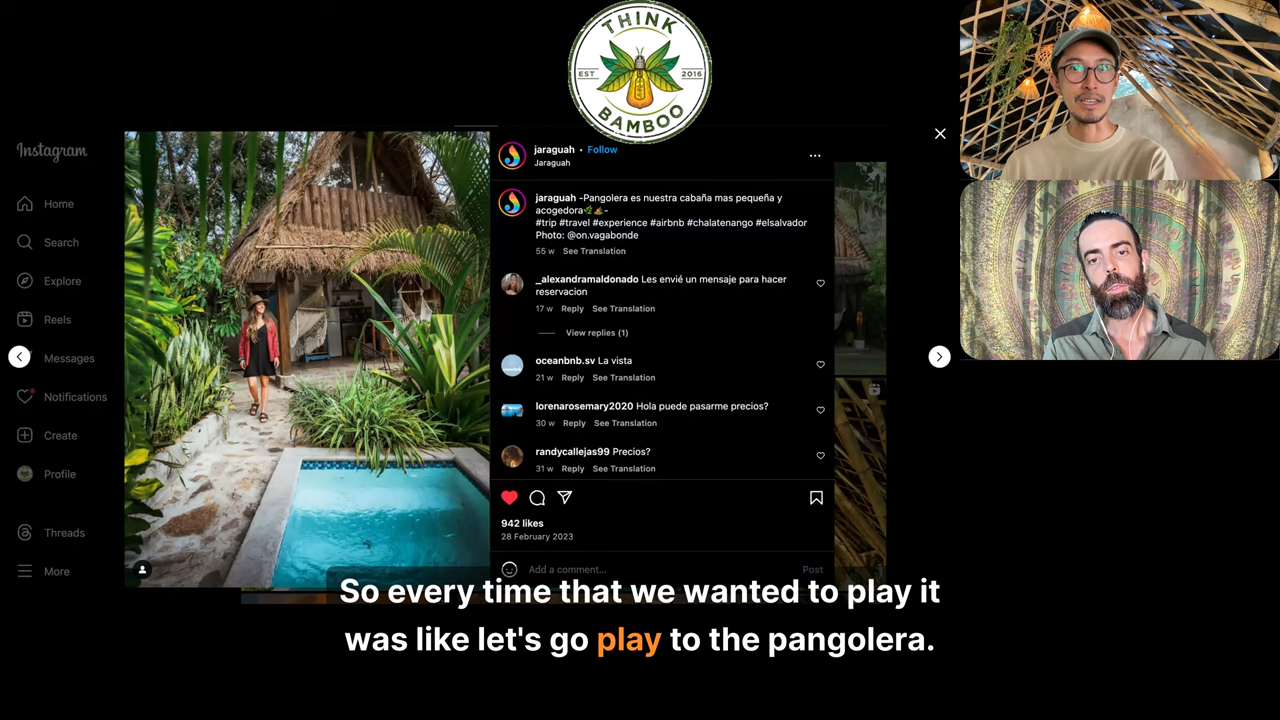 THINK
EST
2016
BAMBOO
Instagram
Home
Search
Explore
Reels
Messages
Notifications
Create
Profile
Threads
More
jaraguah • Follow
Jaraguah
jaraguah -Pangolera es nuestra cabaña mas pequeña y
acogedora🌿⛺-
#trip #travel #experience #airbnb #chalatenango #elsalvador
Photo: @on.vagabonde
55 w See Translation
_alexandramaldonado Les envié un mensaje para hacer
reservacion
17 w Reply See Translation
View replies (1)
oceanbnb.sv La vista
21 w Reply See Translation
lorenarosemary2020 Hola puede pasarme precios?
30 w Reply See Translation
randycallejas99 Precios?
31 w Reply See Translation
942 likes
28 February 2023
Add a comment...
Post
So every time that we wanted to play it
was like let's go play to the pangolera.